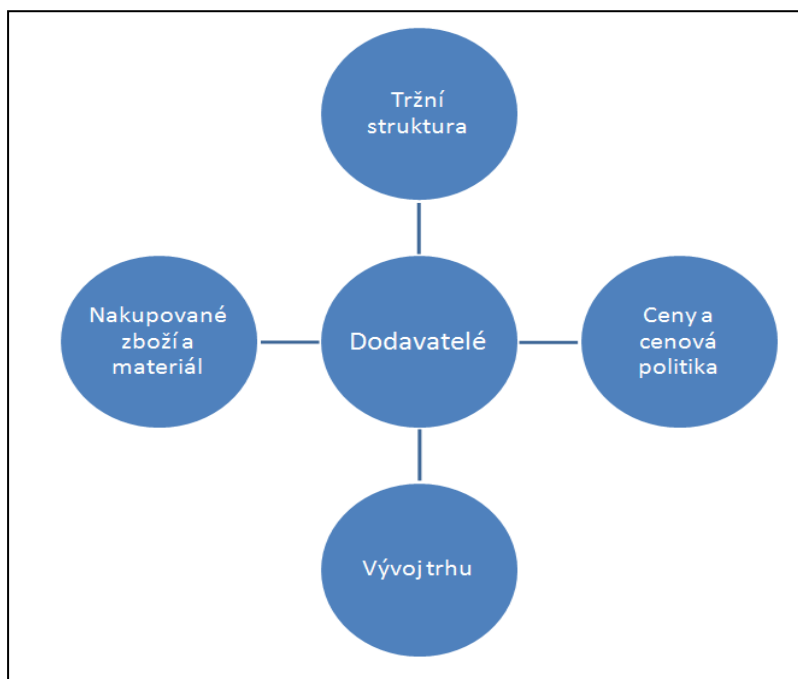 Tržní
struktura
Nakupované
zboží a
materiál
Dodavatelé
Ceny a
cenová
politika
Vývoj trhu